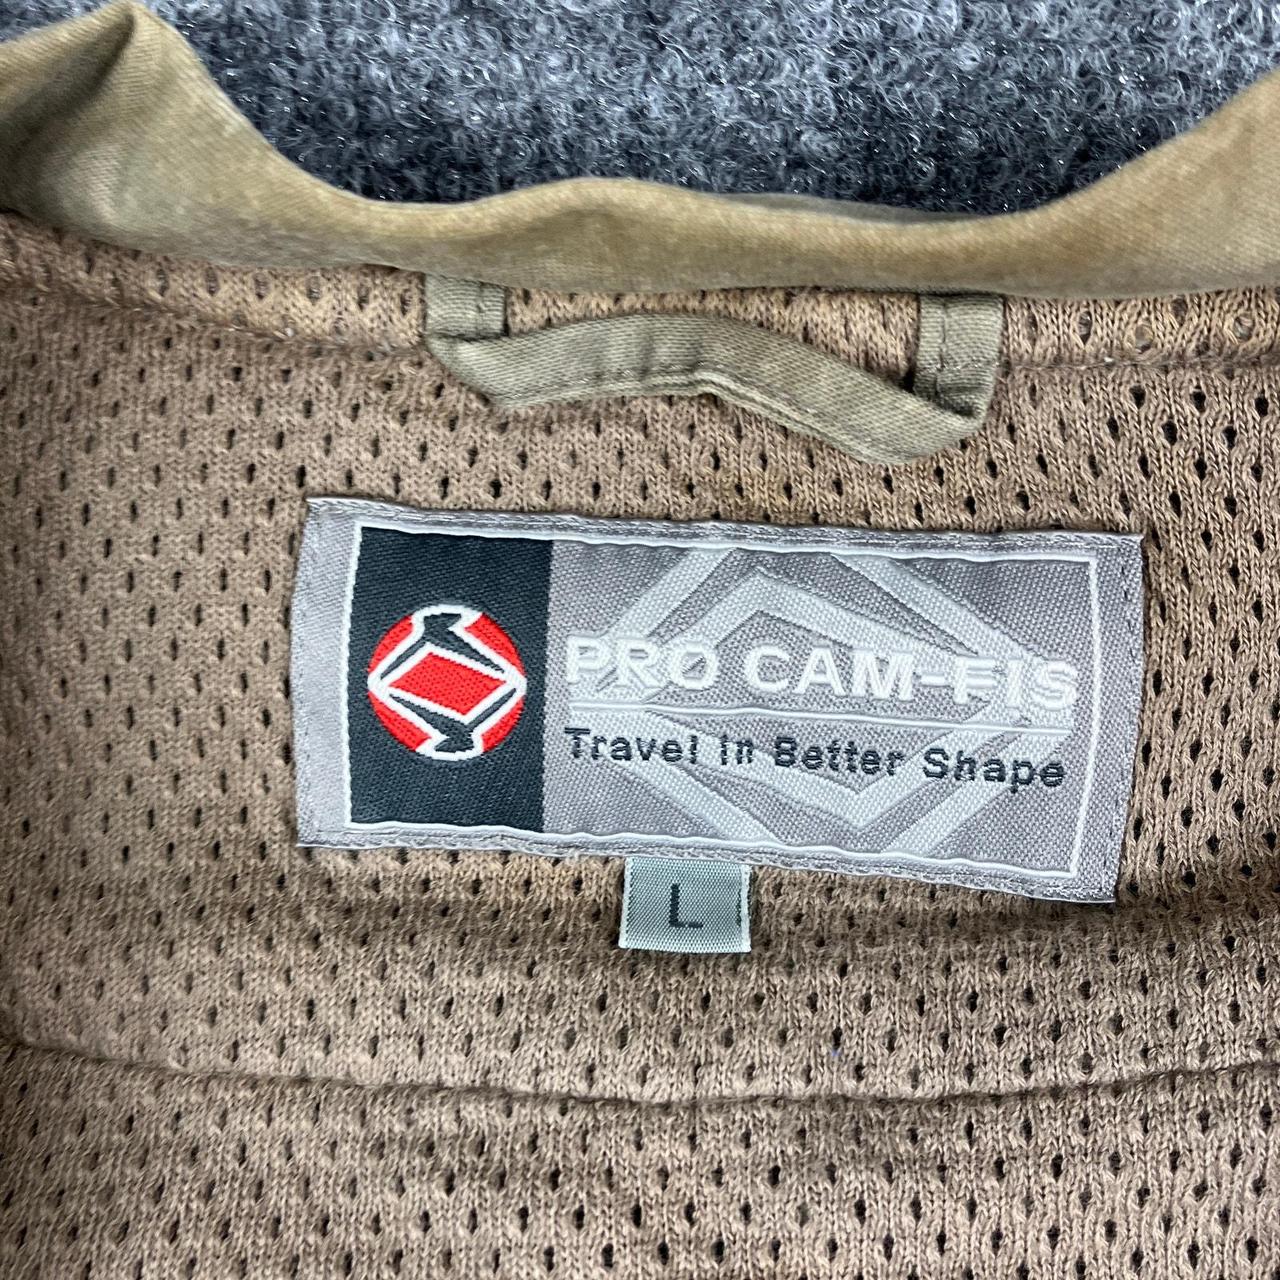 PRO CAM-FIS
Travel in Better Shape
L